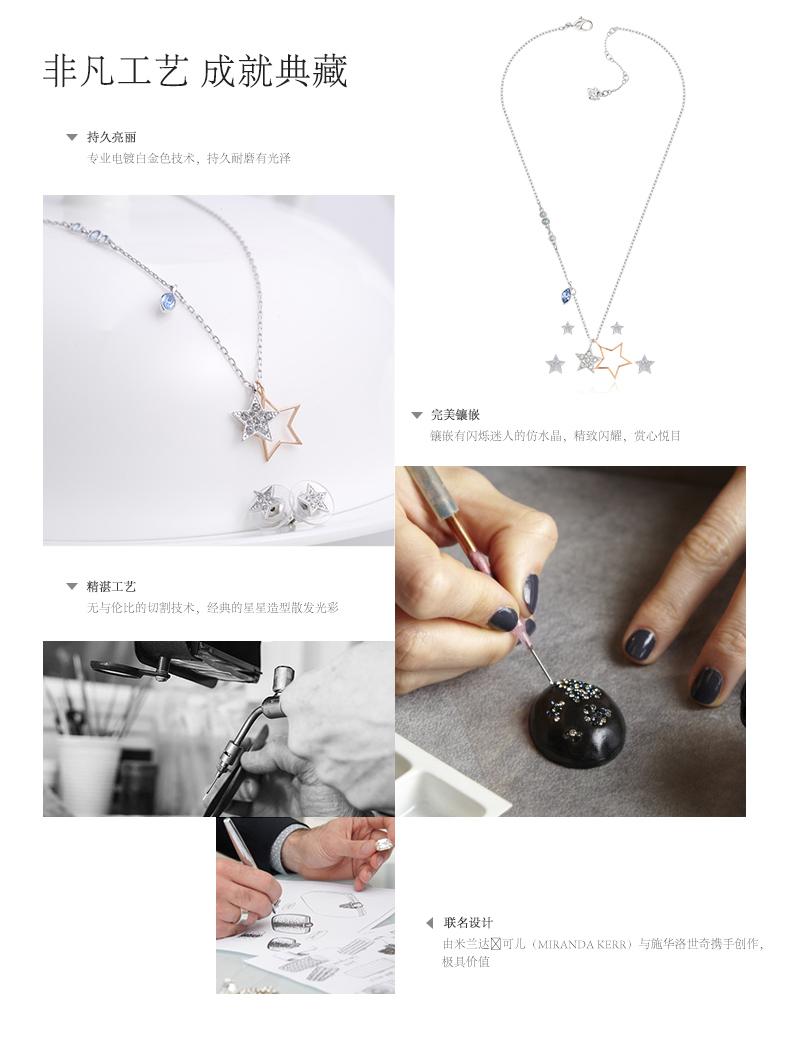 非凡工艺 成就典藏
持久亮丽
专业电镀白金色技术，持久耐磨有光泽
完美镶嵌
镶嵌有闪烁迷人的仿水晶，精致闪耀，赏心悦目
精湛工艺
无与伦比的切割技术，经典的星星造型散发光彩
联名设计
由米兰达☒可儿（MIRANDA KERR）与施华洛世奇携手创作，
极具价值